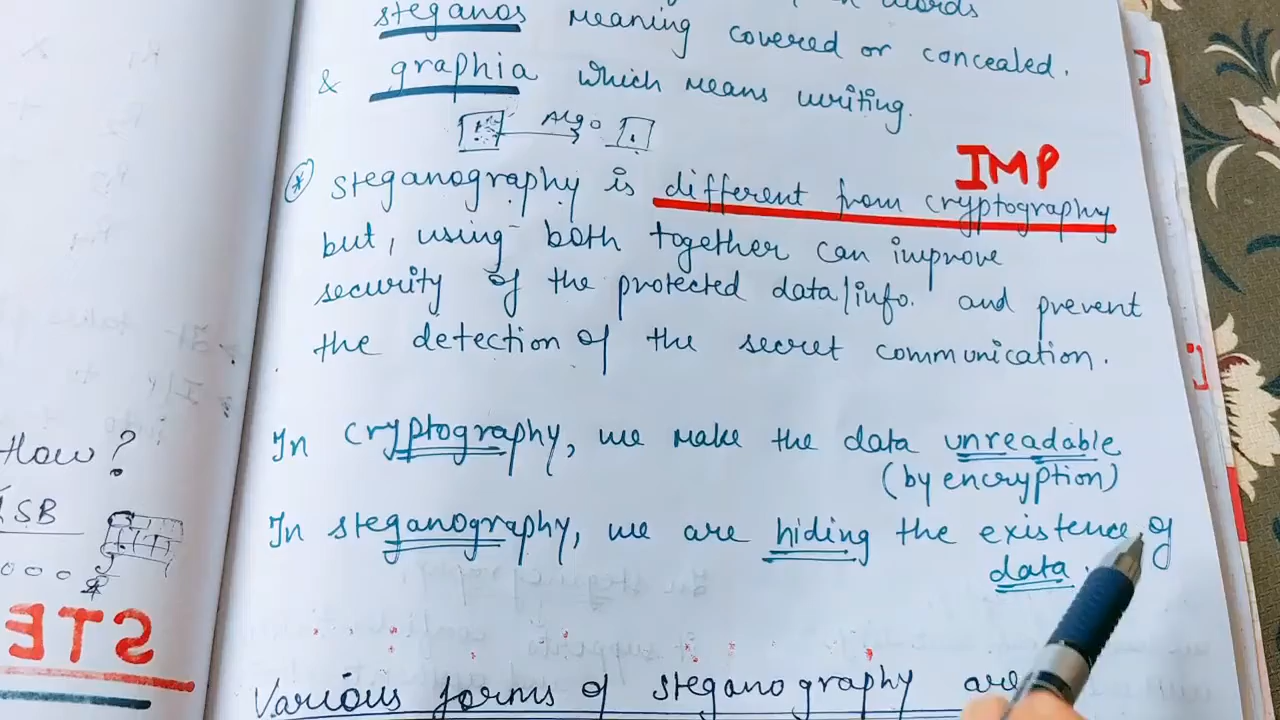 words
steganos meaning covered or concealed.
& graphia which means writing.
Algo
IMP
* steganography is different from cryptography
but, using both together can improve
security of the protected data/info. and prevent
the detection of the secret communication.
In cryptography, we make the data unreadable
(by encryption)
In steganography, we are hiding the existence of
data.
Various forms of steganography are
How?
LSB
STE